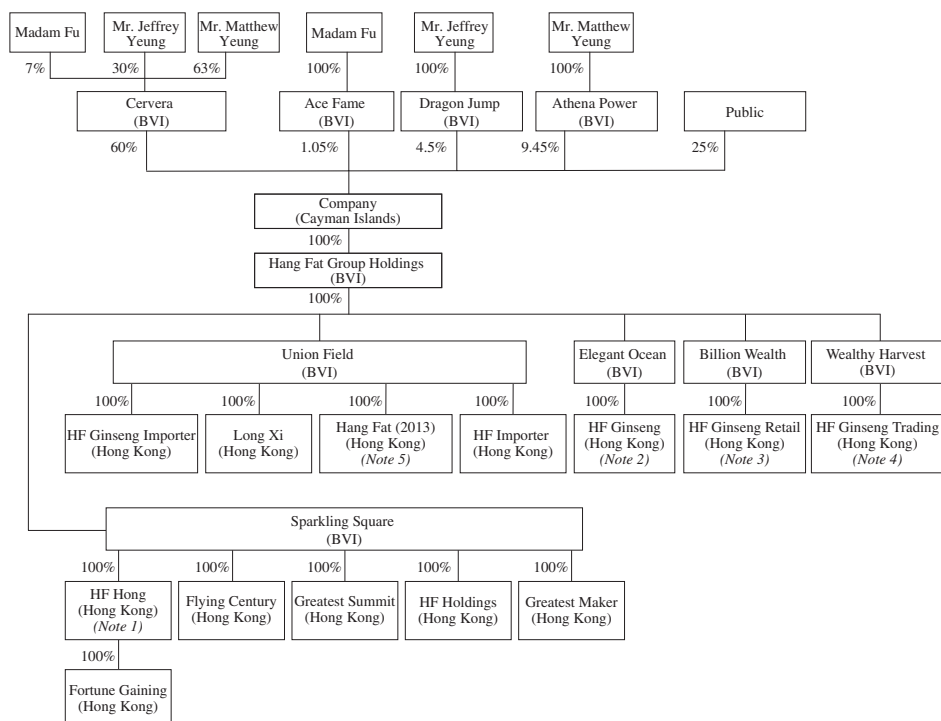 Madam Fu
Mr. Jeffrey
Yeung
Mr. Matthew
Yeung
Madam Fu
Mr. Jeffrey
Yeung
Mr. Matthew
Yeung
7%
30%
63%
100%
100%
100%
Cervera
(BVI)
Ace Fame
(BVI)
Dragon Jump
(BVI)
Athena Power
(BVI)
Public
60%
1.05%
4.5%
9.45%
25%
Company
(Cayman Islands)
100%
Hang Fat Group Holdings
(BVI)
100%
Union Field
(BVI)
Elegant Ocean
(BVI)
Billion Wealth
(BVI)
Wealthy Harvest
(BVI)
100%
100%
100%
100%
100%
100%
100%
HF Ginseng Importer
(Hong Kong)
Long Xi
(Hong Kong)
Hang Fat (2013)
(Hong Kong)
(Note 5)
HF Importer
(Hong Kong)
HF Ginseng
(Hong Kong)
(Note 2)
HF Ginseng Retail
(Hong Kong)
(Note 3)
HF Ginseng Trading
(Hong Kong)
(Note 4)
Sparkling Square
(BVI)
100%
100%
100%
100%
100%
HF Hong
(Hong Kong)
(Note 1)
Flying Century
(Hong Kong)
Greatest Summit
(Hong Kong)
HF Holdings
(Hong Kong)
Greatest Maker
(Hong Kong)
100%
Fortune Gaining
(Hong Kong)